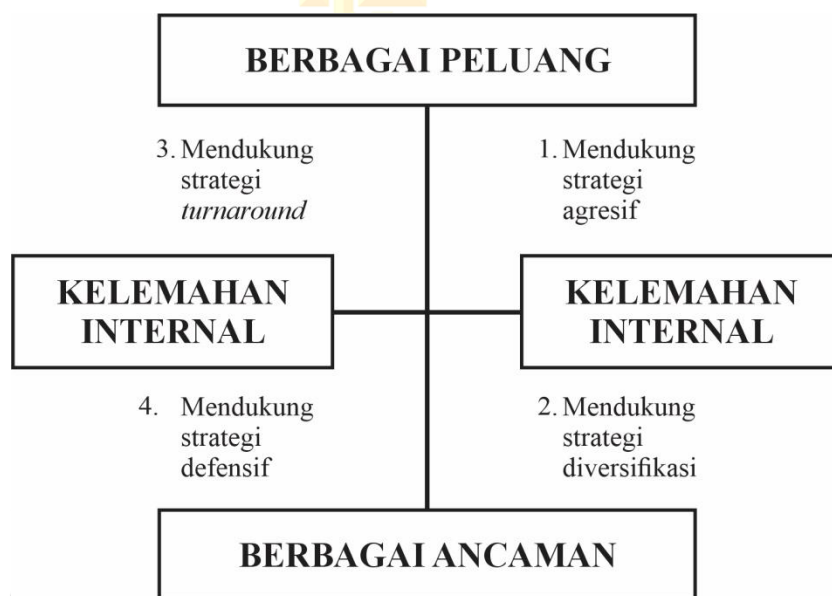 BERBAGAI PELUANG
3. Mendukung
strategi
turnaround
1. Mendukung
strategi
agresif
KELEMAHAN
INTERNAL
KELEMAHAN
INTERNAL
4. Mendukung
strategi
defensif
2. Mendukung
strategi
diversifikasi
BERBAGAI ANCAMAN